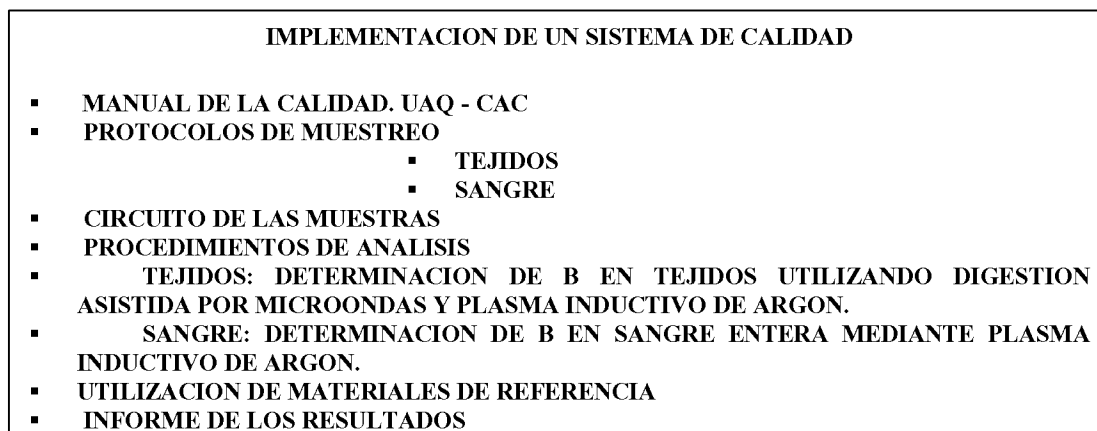 IMPLEMENTACION DE UN SISTEMA DE CALIDAD
▪ MANUAL DE LA CALIDAD. UAQ - CAC
▪ PROTOCOLOS DE MUESTREO
▪ TEJIDOS
▪ SANGRE
▪ CIRCUITO DE LAS MUESTRAS
▪ PROCEDIMIENTOS DE ANALISIS
▪ TEJIDOS: DETERMINACION DE B EN TEJIDOS UTILIZANDO DIGESTION
ASISTIDA POR MICROONDAS Y PLASMA INDUCTIVO DE ARGON.
▪ SANGRE: DETERMINACION DE B EN SANGRE ENTERA MEDIANTE PLASMA
INDUCTIVO DE ARGON.
▪ UTILIZACION DE MATERIALES DE REFERENCIA
▪ INFORME DE LOS RESULTADOS